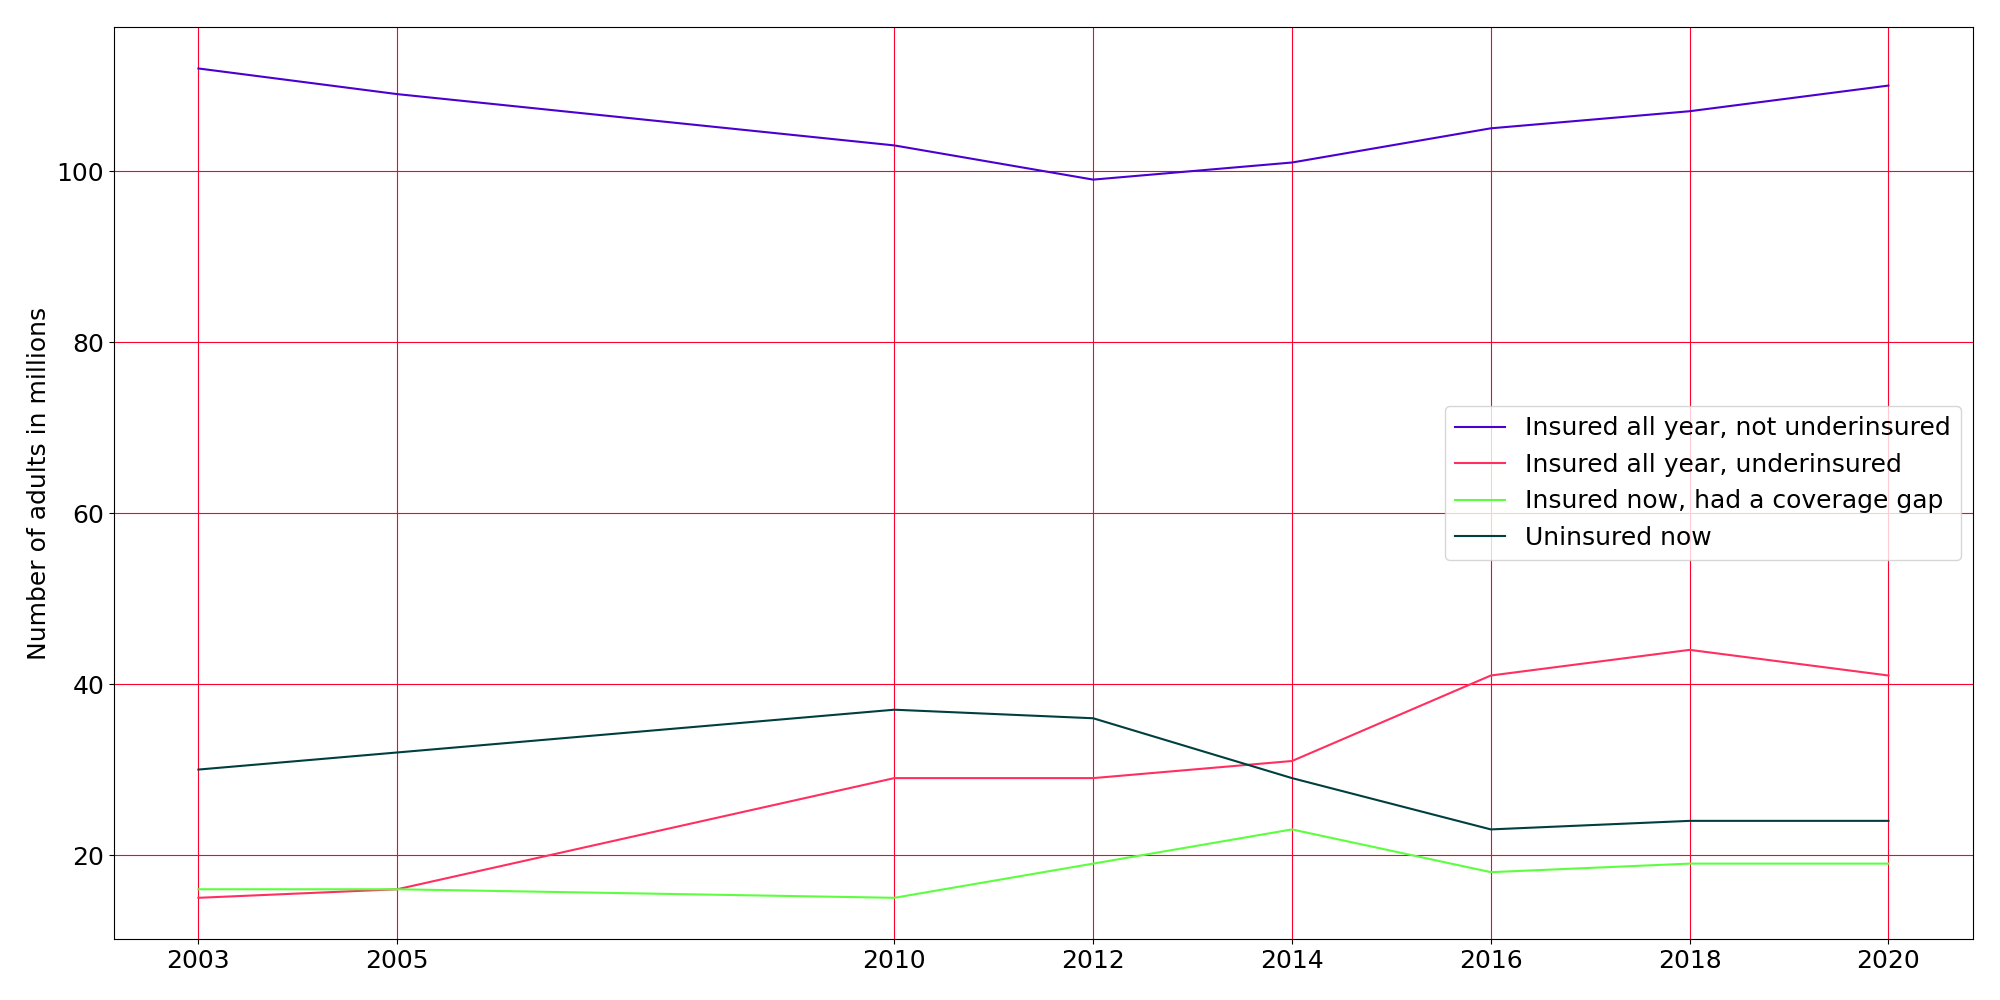 Number of adults in millions
100
80
60
40
20
2003 2005 2010 2012 2014 2016 2018 2020
Insured all year, not underinsured
Insured all year, underinsured
Insured now, had a coverage gap
Uninsured now